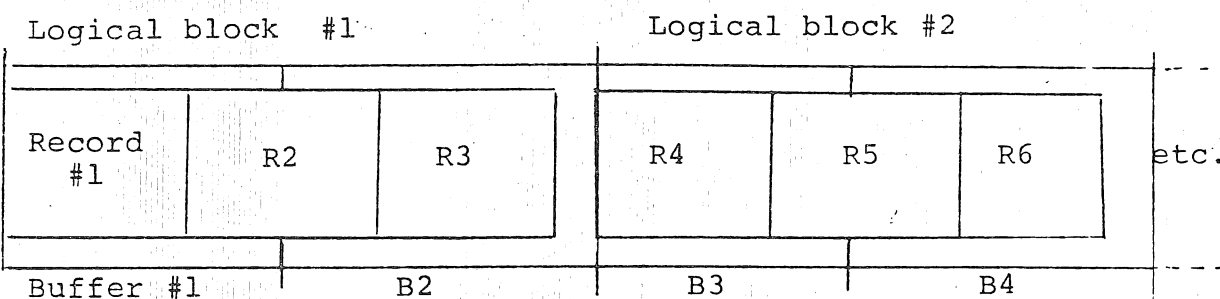 Logical block #1 Logical block #2
Record #1 R2 R3 R4 R5 R6 etc.
Buffer #1 B2 B3 B4